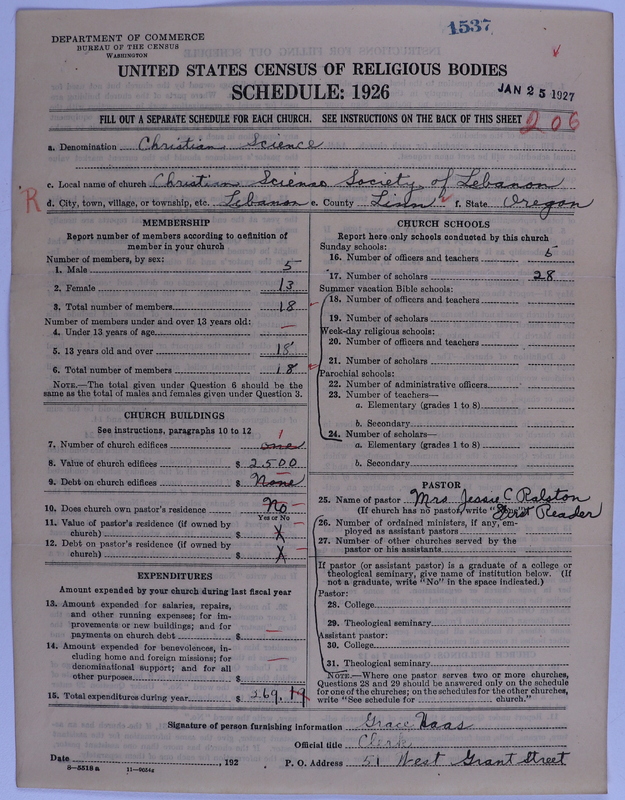 1537
DEPARTMENT OF COMMERCE
BUREAU OF THE CENSUS
WASHINGTON
UNITED STATES CENSUS OF RELIGIOUS BODIES
SCHEDULE: 1926
JAN 25 1927
FILL OUT A SEPARATE SCHEDULE FOR EACH CHURCH. SEE INSTRUCTIONS ON THE BACK OF THIS SHEET
206
a. Denomination Christian Science
c. Local name of church Christian Science Society of Lebanon
R
d. City, town, village, or township, etc. Lebanon e. County Linn f. State Oregon
MEMBERSHIP
Report number of members according to definition of
member in your church
Number of members, by sex:
1. Male 5
2. Female 13
3. Total number of members 18
Number of members under and over 13 years old:
4. Under 13 years of age —
5. 13 years old and over 18
6. Total number of members 18
NOTE.—The total given under Question 6 should be
same as the total of males and females given under Question 3.
CHURCH BUILDINGS
See instructions, paragraphs 10 to 12
7. Number of church edifices one 1
8. Value of church edifices $ 2500
9. Debt on church edifices $ None
10. Does church own pastor's residence No
Yes or No
11. Value of pastor's residence (if owned by
church) $ X
12. Debt on pastor's residence (if owned by
church) $ X
EXPENDITURES
Amount expended by your church during last fiscal year
13. Amount expended for salaries, repairs,
and other running expenses; for im-
provements or new buildings; and for
payments on church debt $ —
14. Amount expended for benevolences, in-
cluding home and foreign missions; for
denominational support; and for all
other purposes $ —
15. Total expenditures during year $ 569.19
CHURCH SCHOOLS
Report here only schools conducted by this church
Sunday schools:
16. Number of officers and teachers 5
17. Number of scholars 28
Summer vacation Bible schools:
18. Number of officers and teachers
19. Number of scholars
Week-day religious schools:
20. Number of officers and teachers
21. Number of scholars
Parochial schools:
22. Number of administrative officers
23. Number of teachers—
a. Elementary (grades 1 to 8)
b. Secondary
24. Number of scholars—
a. Elementary (grades 1 to 8)
b. Secondary
PASTOR
25. Name of pastor Mrs Jessie C Ralston
(If church has no pastor, write " First Reader
26. Number of ordained ministers, if any, em-
ployed as assistant pastors
27. Number of other churches served by the
pastor or his assistants
If pastor (or assistant pastor) is a graduate of a college or
theological seminary, give name of institution below. (If
not a graduate, write "No" in the space indicated.)
Pastor:
28. College
29. Theological seminary
Assistant pastor:
30. College
31. Theological seminary
NOTE.—Where one pastor serves two or more churches,
Questions 28 and 29 should be answered only on the schedule
for one of the churches; on the schedules for the other churches,
write "See schedule for church."
Signature of person furnishing information Grace Haas
Official title Clerk
Date , 192 P. O. Address 51 West Grant Street
8—5518a 11—9054a